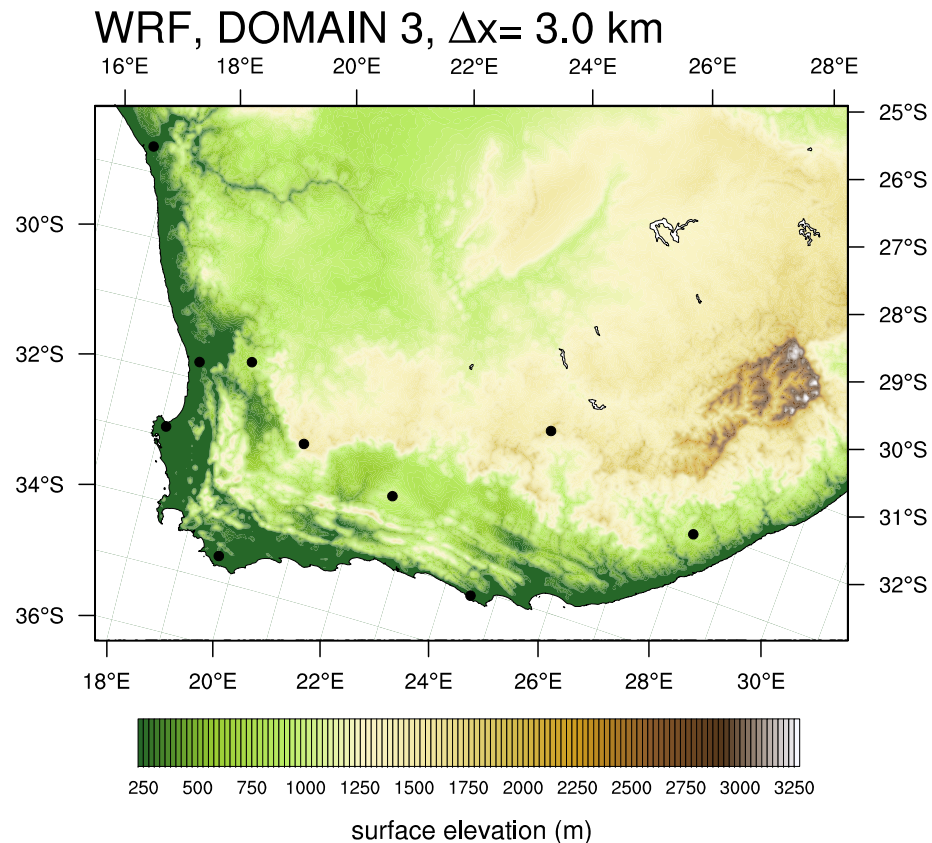 WRF, DOMAIN 3, Δx= 3.0 km
16°E 18°E 20°E 22°E 24°E 26°E 28°E
25°S
26°S
30°S
27°S
28°S
32°S
29°S
30°S
34°S
31°S
32°S
36°S
18°E 20°E 22°E 24°E 26°E 28°E 30°E
250 500 750 1000 1250 1500 1750 2000 2250 2500 2750 3000 3250
surface elevation (m)